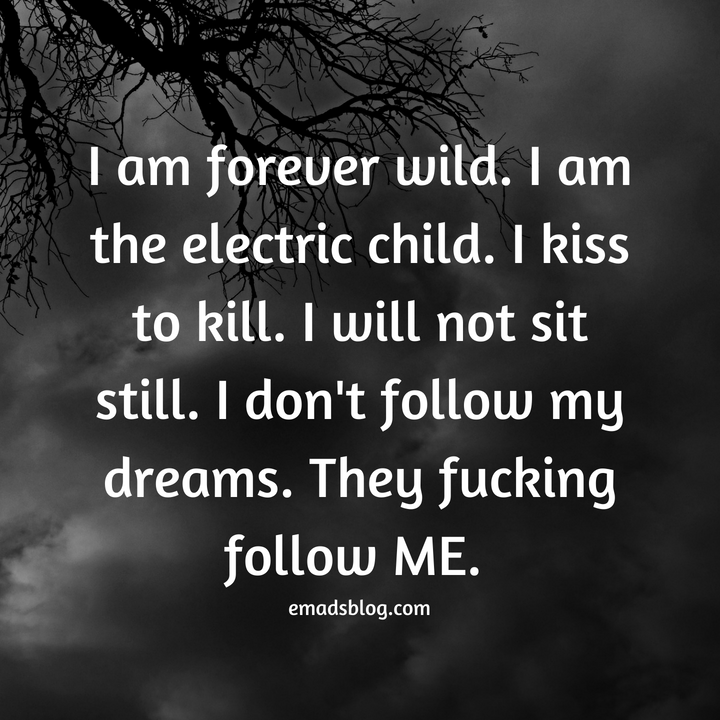 I am forever wild. I am
the electric child. I kiss
to kill. I will not sit
still. I don't follow my
dreams. They fucking
follow ME.
emadsblog.com